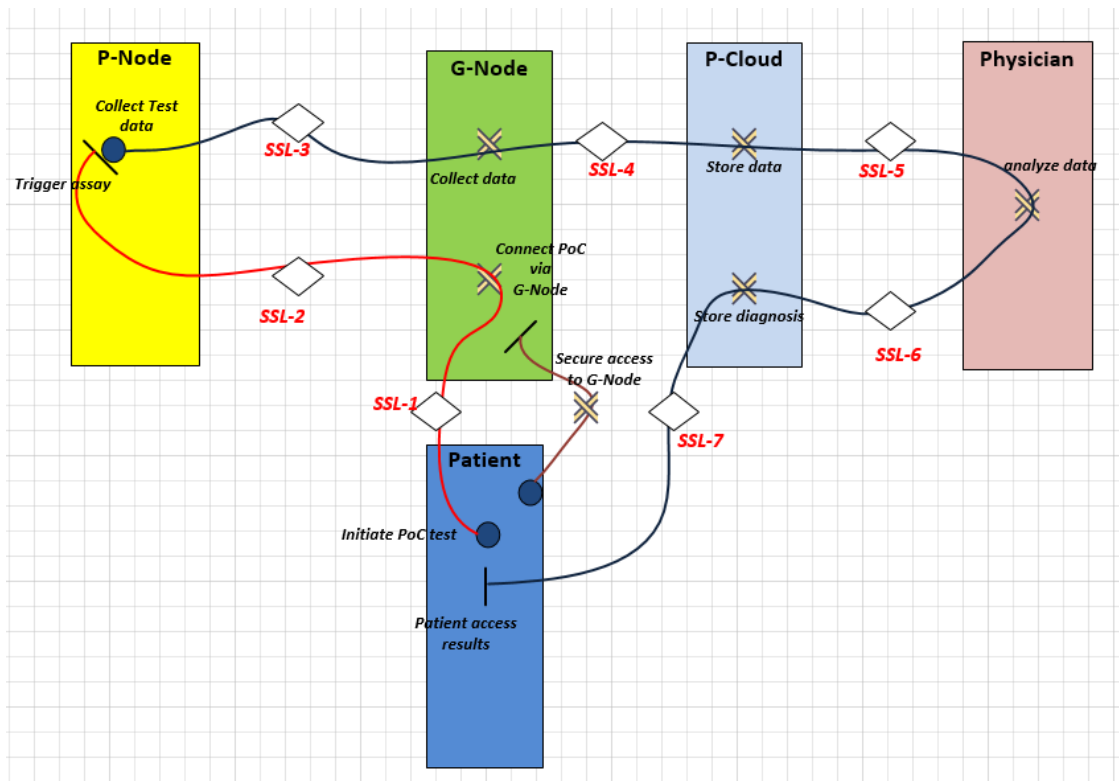 P-Node
G-Node
P-Cloud
Physician
Collect Test
data
SSL-3
SSL-4
SSL-5
Trigger assay
Collect data
Store data
analyze data
Connect PoC
via
G-Node
SSL-2
Store diagnosis
SSL-6
Secure access
to G-Node
SSL-1
SSL-7
Patient
Initiate PoC test
Patient access
results